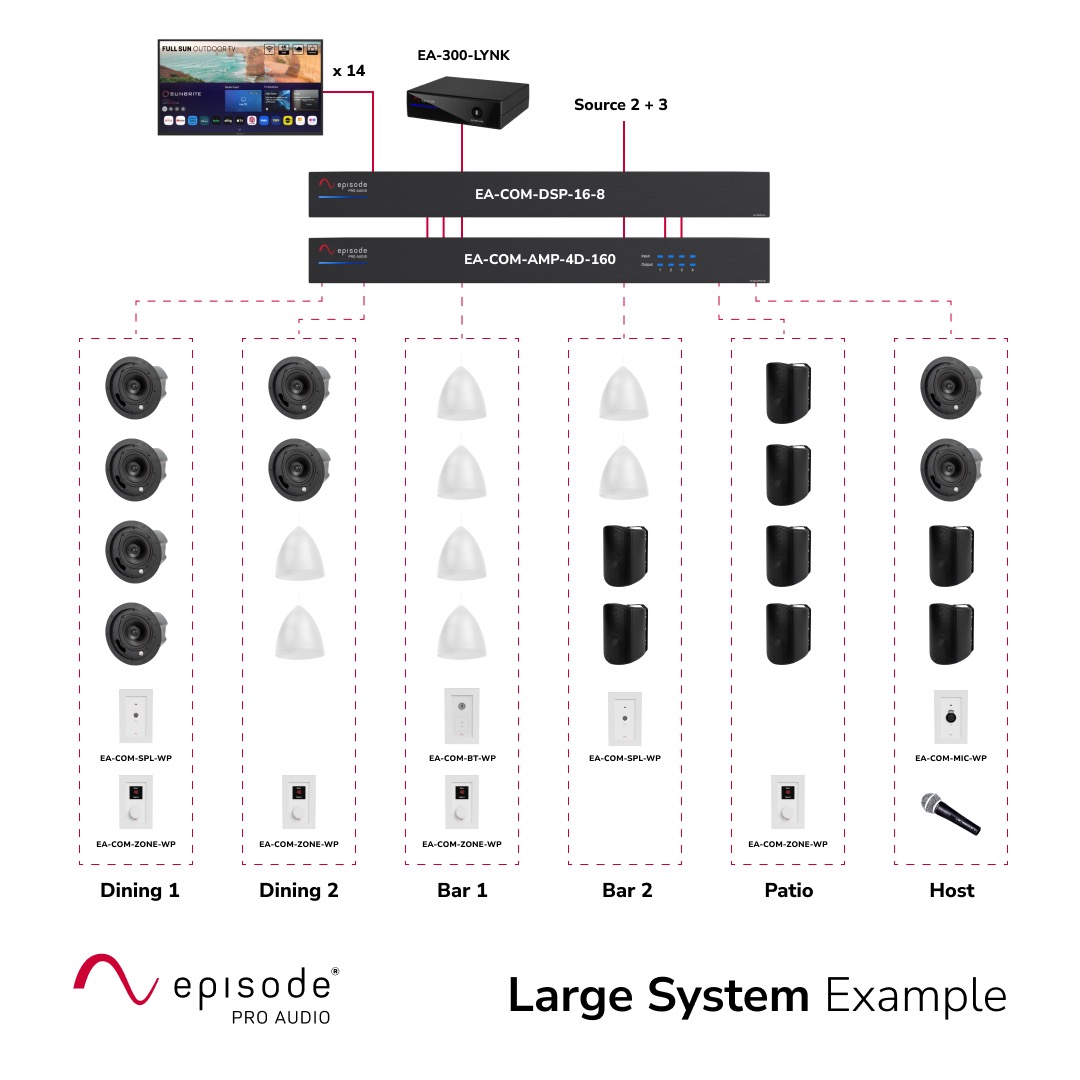 FULL SUN OUTDOOR TV
SUNBRITE
x 14
EA-300-LYNK
Source 2 + 3
episode
PRO AUDIO
EA-COM-DSP-16-8
episode
PRO AUDIO
EA-COM-AMP-4D-160
Input
Output
1 2 3 4
EA-COM-SPL-WP
EA-COM-BT-WP
EA-COM-SPL-WP
EA-COM-MIC-WP
EA-COM-ZONE-WP
EA-COM-ZONE-WP
EA-COM-ZONE-WP
EA-COM-ZONE-WP
Dining 1
Dining 2
Bar 1
Bar 2
Patio
Host
episode®
PRO AUDIO
Large System Example